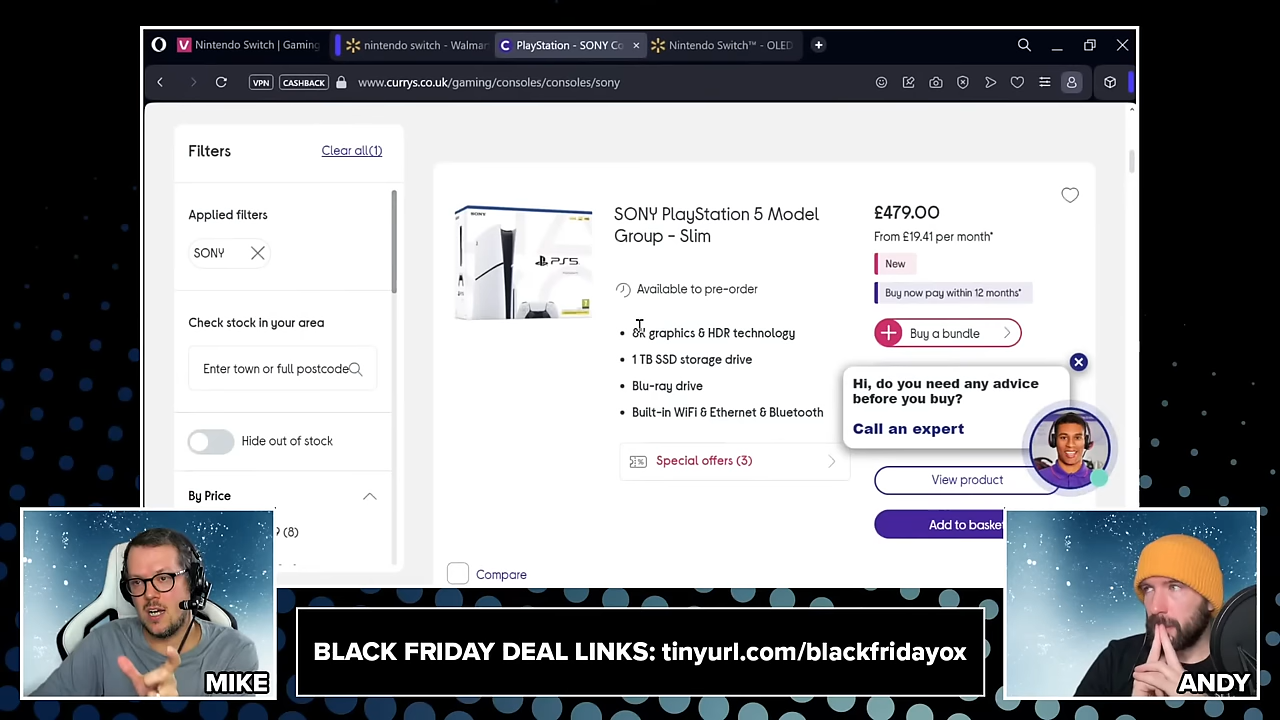 Nintendo Switch | Gaming
nintendo switch - Walmar
PlayStation - SONY Co
Nintendo Switch™ - OLED
VPN
CASHBACK
www.currys.co.uk/gaming/consoles/consoles/sony
Filters
Clear all(1)
Applied filters
SONY
Check stock in your area
Enter town or full postcode
Hide out of stock
By Price
9 (8)
SONY
PS5
SONY PlayStation 5 Model
Group - Slim
Available to pre-order
8K graphics & HDR technology
1 TB SSD storage drive
Blu-ray drive
Built-in WiFi & Ethernet & Bluetooth
Special offers (3)
Compare
£479.00
From £19.41 per month*
New
Buy now pay within 12 months*
Buy a bundle
Hi, do you need any advice
before you buy?
Call an expert
View product
Add to baske
MIKE
BLACK FRIDAY DEAL LINKS: tinyurl.com/blackfridayox
ANDY